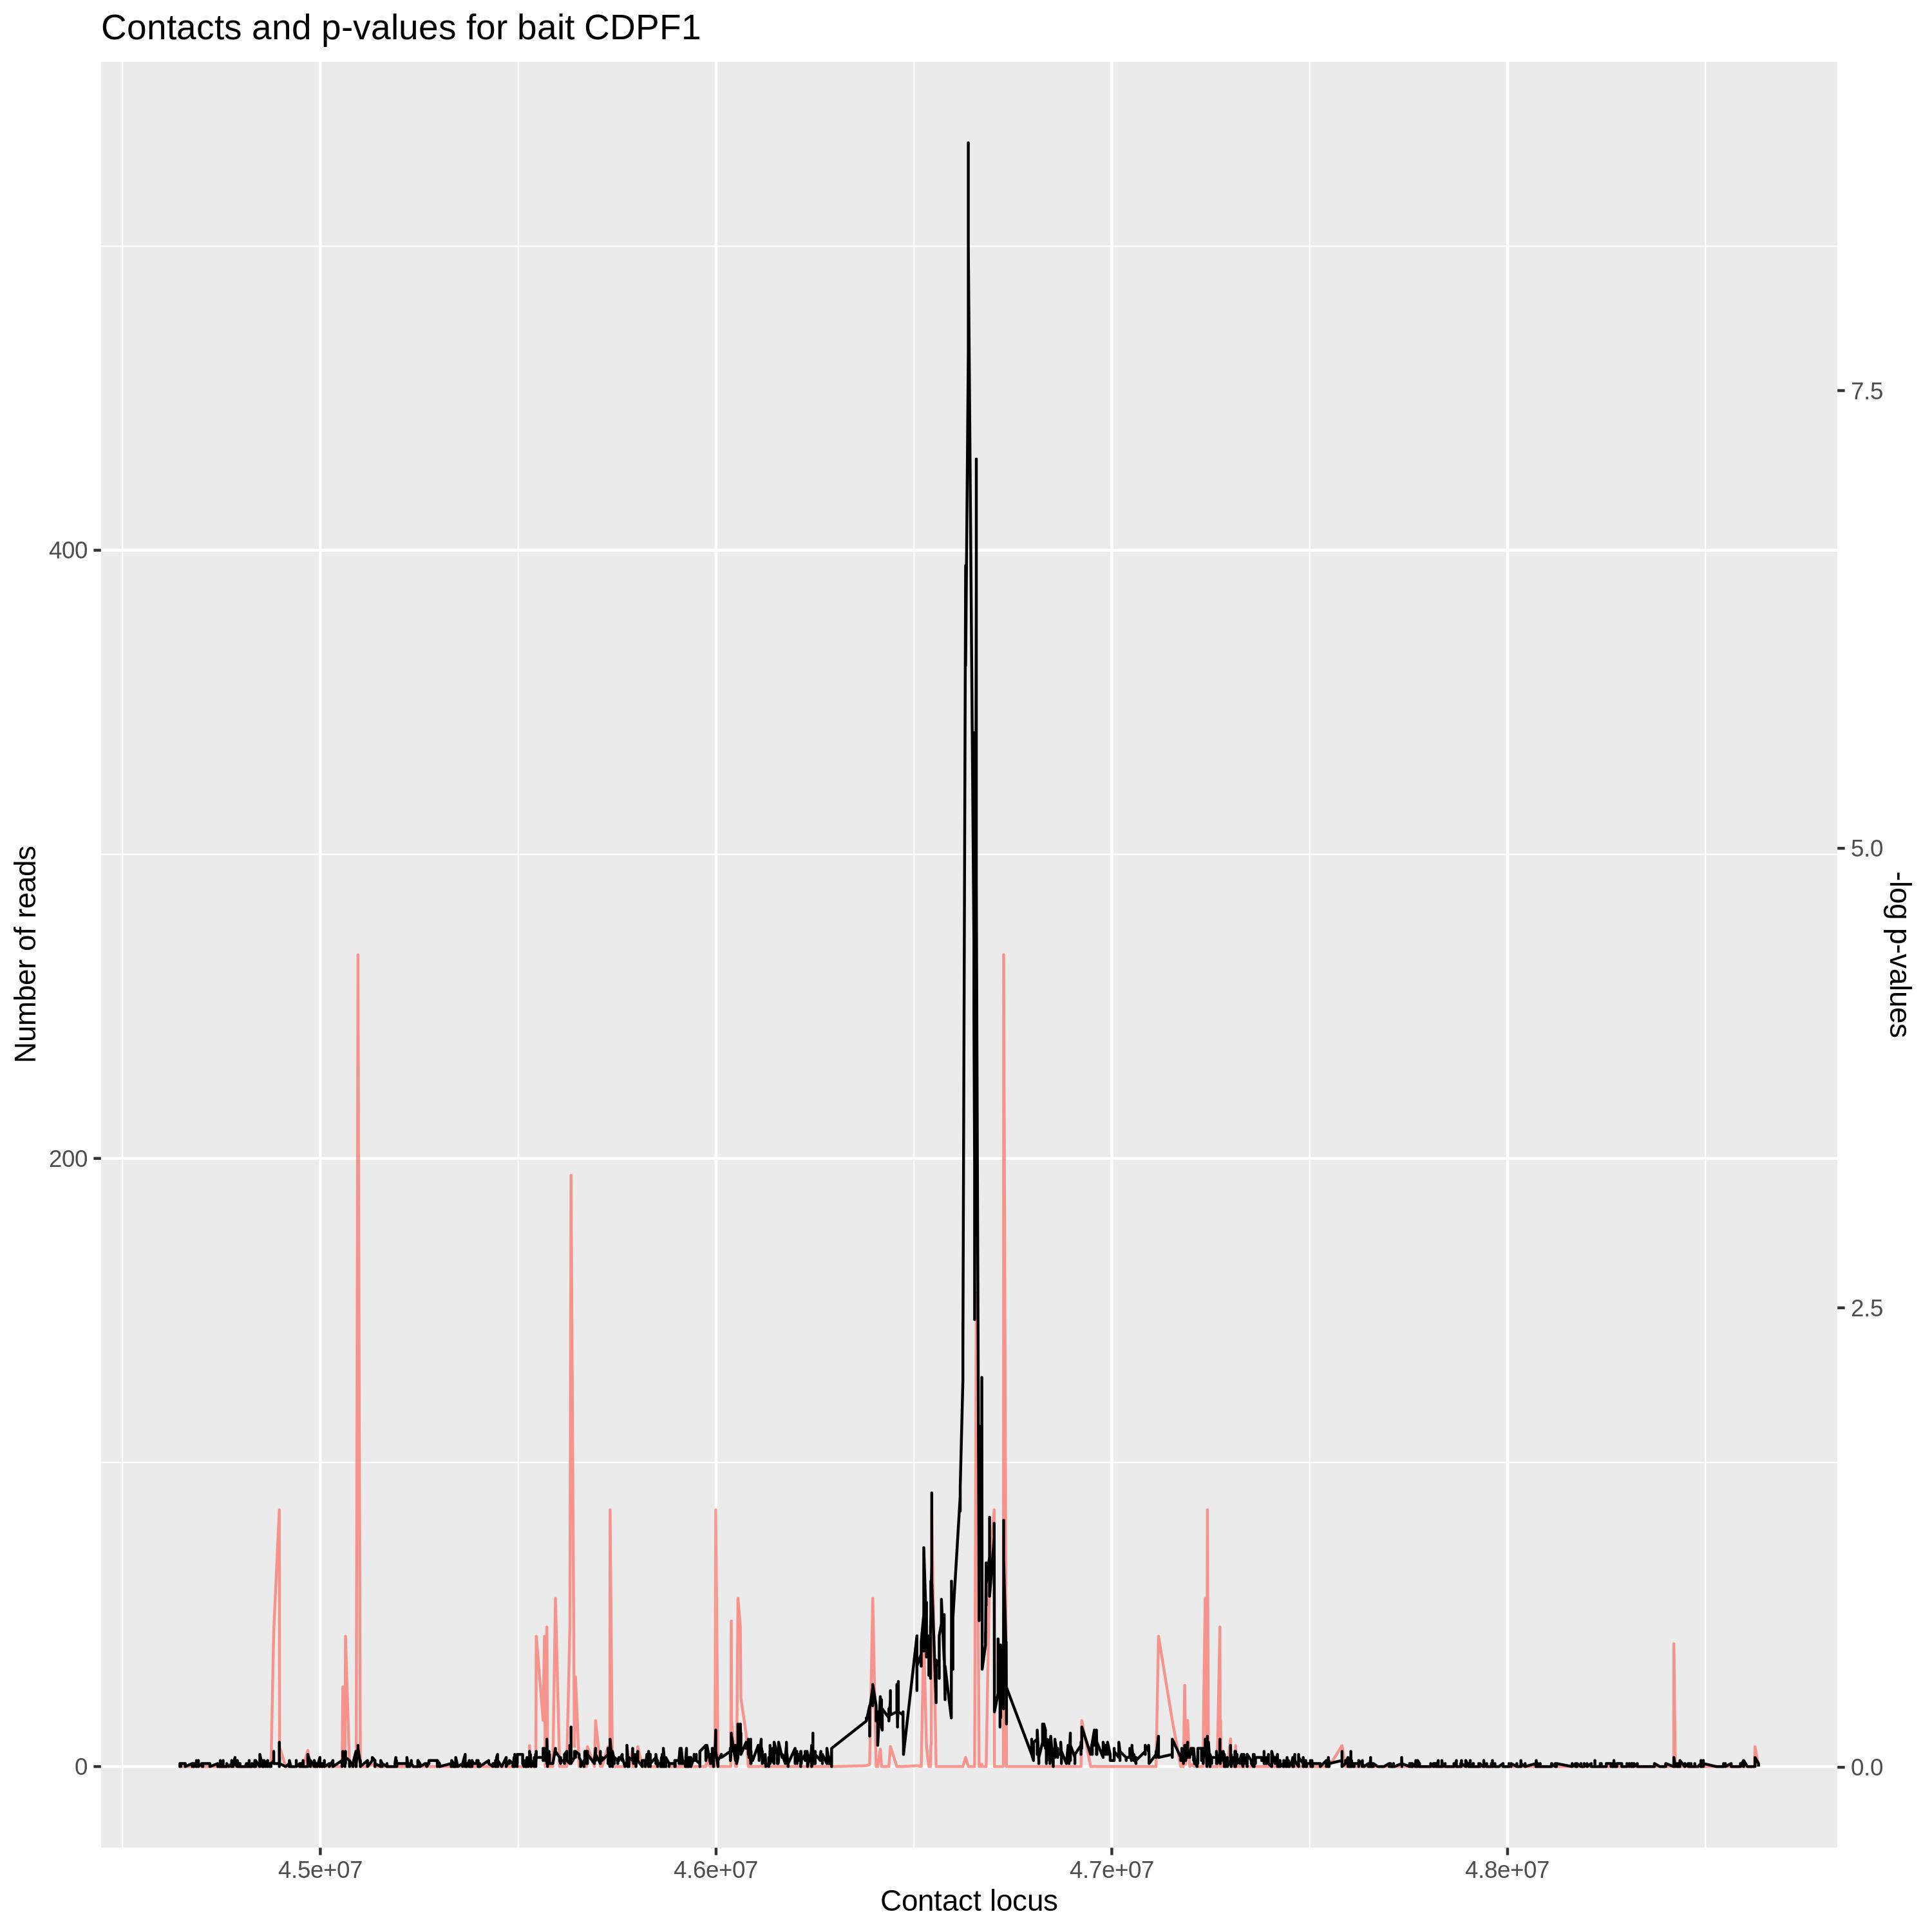 Contacts and p-values for bait CDPF1
Number of reads
400
200
0
7.5
5.0
2.5
0.0
-log p-values
4.5e+07 4.6e+07 4.7e+07 4.8e+07
Contact locus